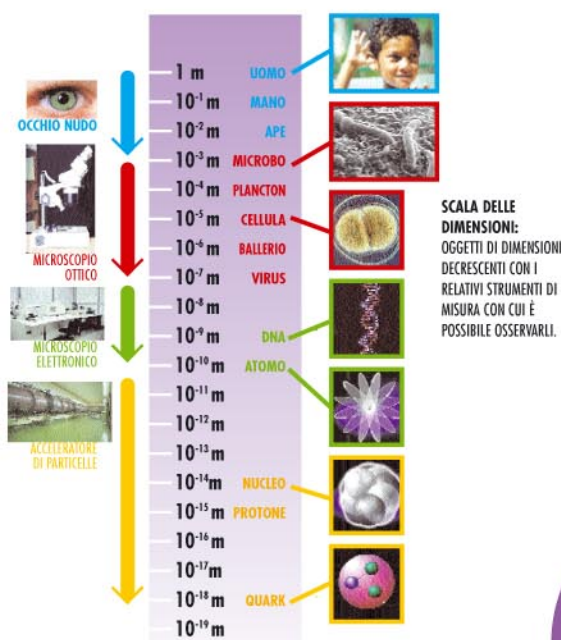 1 m UOMO
10-1 m MANO
10-2 m APE
10-3 m MICROBO
10-4 m PLANCTON
10-5 m CELLULA
10-6 m BALLERIO
10-7 m VIRUS
10-8 m
10-9 m DNA
10-10 m ATOMO
10-11 m
10-12 m
10-13 m
10-14 m NUCLEO
10-15 m PROTONE
10-16 m
10-17 m
10-18 m QUARK
10-19 m
OCCHIO NUDO
MICROSCOPIO
OTTICO
MICROSCOPIO
ELETTRONICO
ACCELERATORE
DI PARTICELLE
SCALA DELLE
DIMENSIONI:
OGGETTI DI DIMENSIONI
DECRESCENTI CON I
RELATIVI STRUMENTI DI
MISURA CON CUI È
POSSIBILE OSSERVARLI.